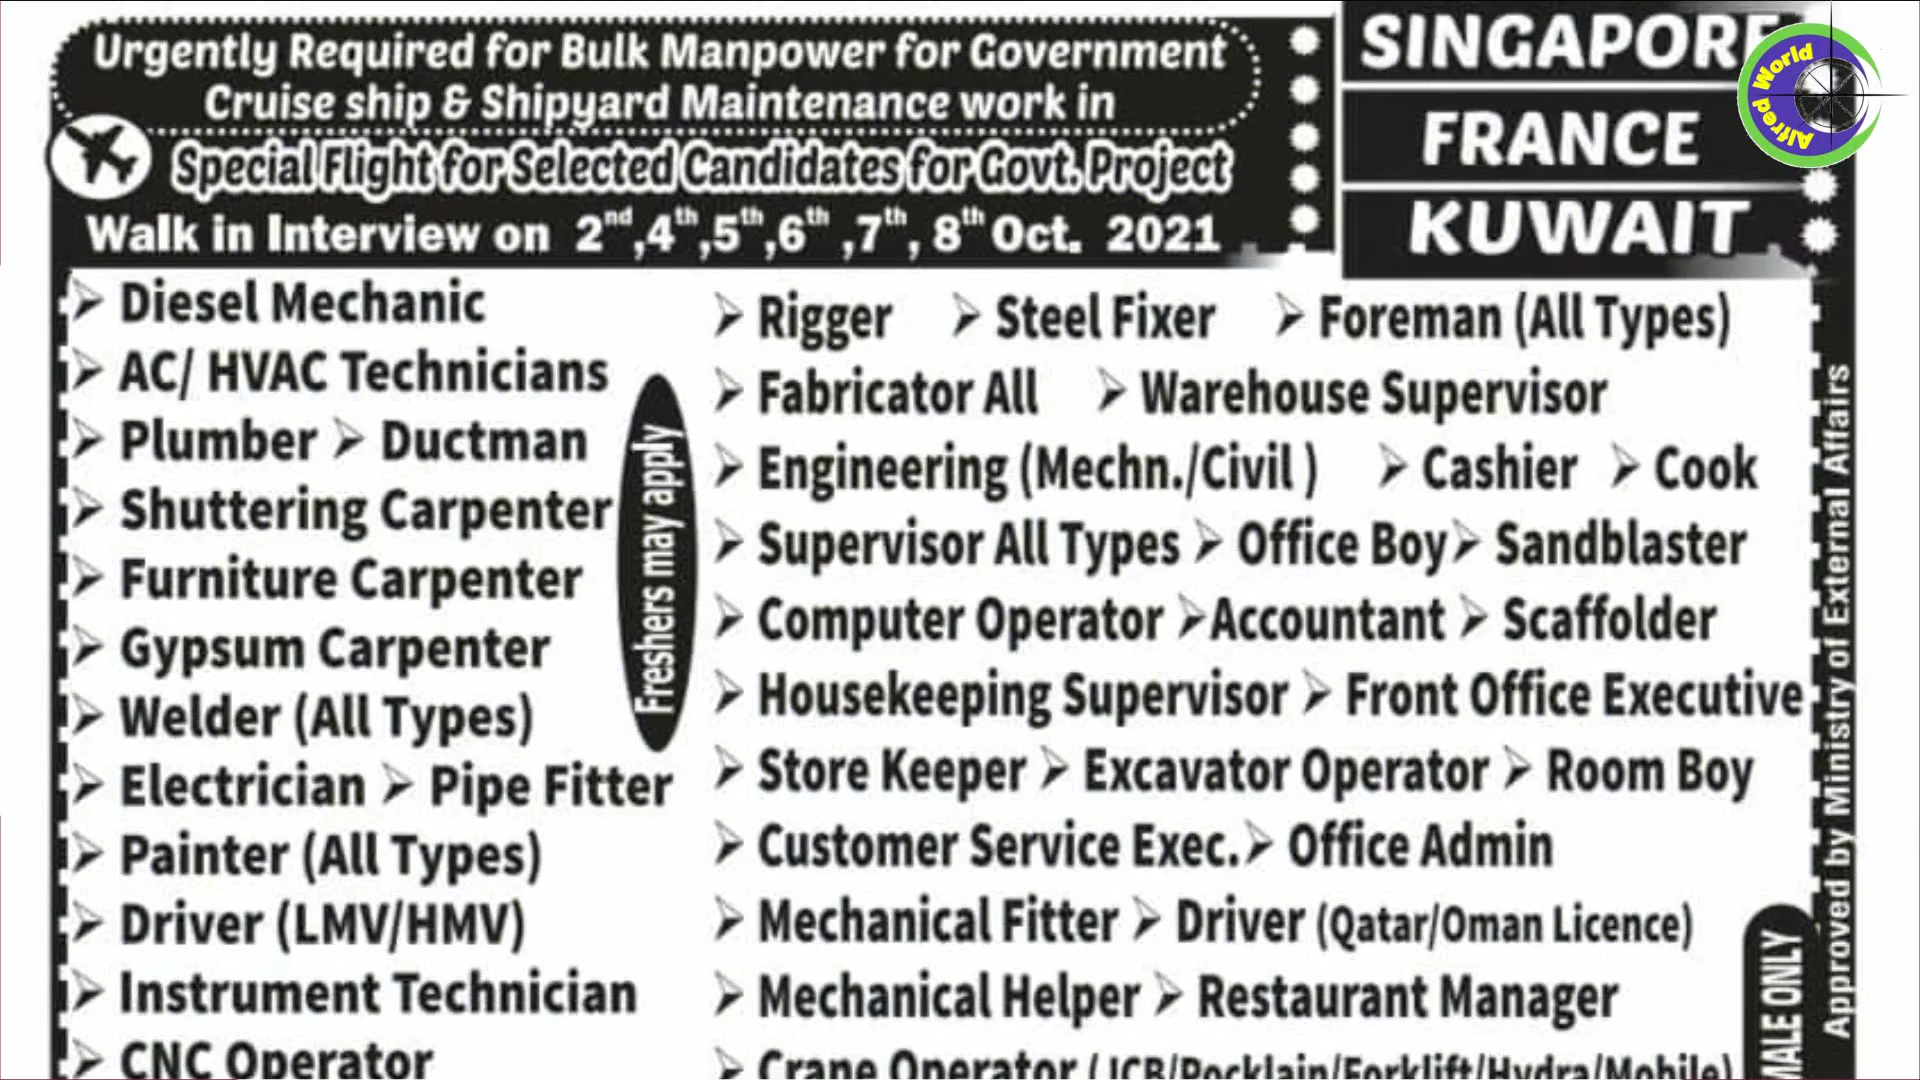 Urgently Required for Bulk Manpower for Government
Cruise ship & Shipyard Maintenance work in
Special Flight for Selected Candidates for Govt. Project
Walk in Interview on 2nd,4th,5th,6th ,7th, 8th Oct. 2021
SINGAPORE
FRANCE
KUWAIT
Alfred World
➢ Diesel Mechanic
➢ AC/ HVAC Technicians
➢ Plumber ➢ Ductman
➢ Shuttering Carpenter
➢ Furniture Carpenter
➢ Gypsum Carpenter
➢ Welder (All Types)
➢ Electrician ➢ Pipe Fitter
➢ Painter (All Types)
➢ Driver (LMV/HMV)
➢ Instrument Technician
➢ CNC Operator
Freshers may apply
➢ Rigger ➢ Steel Fixer ➢ Foreman (All Types)
➢ Fabricator All ➢ Warehouse Supervisor
➢ Engineering (Mechn./Civil ) ➢ Cashier ➢ Cook
➢ Supervisor All Types ➢ Office Boy ➢ Sandblaster
➢ Computer Operator ➢ Accountant ➢ Scaffolder
➢ Housekeeping Supervisor ➢ Front Office Executive
➢ Store Keeper ➢ Excavator Operator ➢ Room Boy
➢ Customer Service Exec. ➢ Office Admin
➢ Mechanical Fitter ➢ Driver (Qatar/Oman Licence)
➢ Mechanical Helper ➢ Restaurant Manager
➢ Crane Operator (JCB/Pocklain/Forklift/Hydra/Mobile)
MALE ONLY
Approved by Ministry of External Affairs